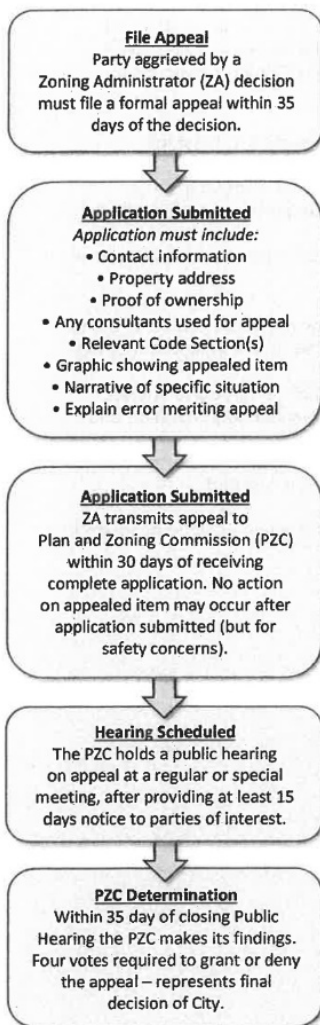 File Appeal
Party aggrieved by a
Zoning Administrator (ZA) decision
must file a formal appeal within 35
days of the decision.
Application Submitted
Application must include:
• Contact information
• Property address
• Proof of ownership
• Any consultants used for appeal
• Relevant Code Section(s)
• Graphic showing appealed item
• Narrative of specific situation
• Explain error meriting appeal
Application Submitted
ZA transmits appeal to
Plan and Zoning Commission (PZC)
within 30 days of receiving
complete application. No action
on appealed item may occur after
application submitted (but for
safety concerns).
Hearing Scheduled
The PZC holds a public hearing
on appeal at a regular or special
meeting, after providing at least 15
days notice to parties of interest.
PZC Determination
Within 35 day of closing Public
Hearing the PZC makes its findings.
Four votes required to grant or deny
the appeal – represents final
decision of City.